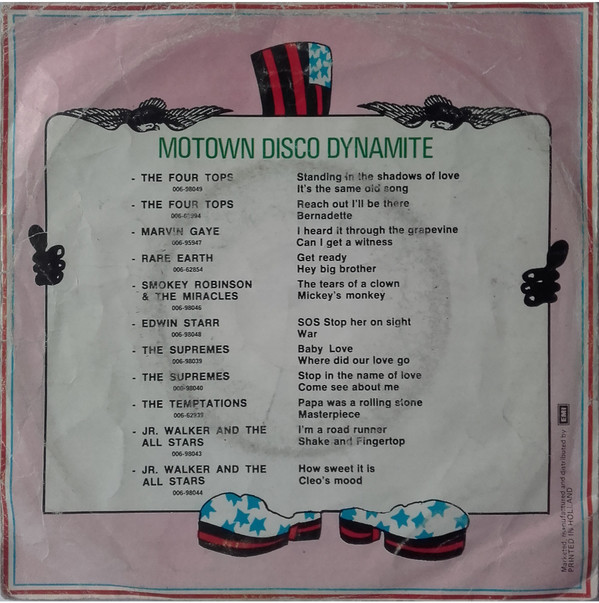 MOTOWN DISCO DYNAMITE
- THE FOUR TOPS Standing in the shadows of love
006-98049 It's the same old song
- THE FOUR TOPS Reach out I'll be there
Bernadette
- MARVIN GAYE I heard it through the grapevine
006-95947 Can I get a witness
- RARE EARTH Get ready
006-62854 Hey big brother
- SMOKEY ROBINSON The tears of a clown
& THE MIRACLES Mickey's monkey
006-98046
- EDWIN STARR SOS Stop her on sight
006-98048 War
- THE SUPREMES Baby Love
006-98039 Where did our love go
- THE SUPREMES Stop in the name of love
006-98040 Come see about me
- THE TEMPTATIONS Papa was a rolling stone
Masterpiece
- JR. WALKER AND THE I'm a road runner
ALL STARS Shake and Fingertop
006-98043
- JR. WALKER AND THE How sweet it is
ALL STARS Cleo's mood
006-98044
Marketed, manufactured and distributed by EMI
PRINTED IN HOLLAND